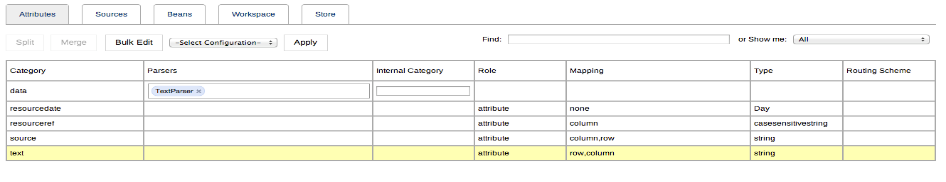 Attributes Sources Beans Workspace Store
Split Merge Bulk Edit -Select Configuration- Apply Find: or Show me: All
Category Parsers Internal Category Role Mapping Type Routing Scheme
data TextParser ×
resourcedate attribute none Day
resourceref attribute column casesensitivestring
source attribute column,row string
text attribute row,column string